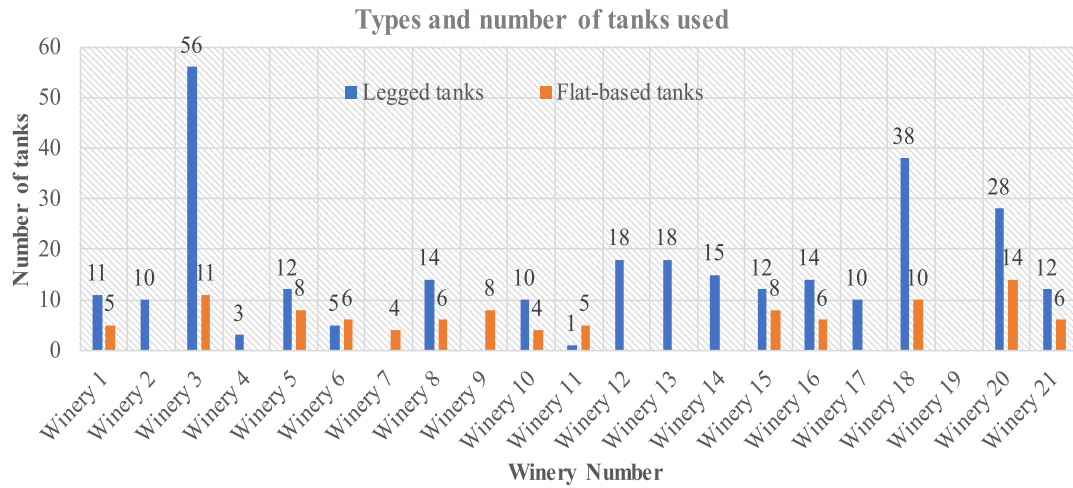 Types and number of tanks used
Legged tanks
Flat-based tanks
Number of tanks
60
50
40
30
20
10
0
11
5
10
56
11
3
12
8
5
6
4
14
6
8
10
4
1
5
18
18
15
12
8
14
6
10
38
10
28
14
12
6
Winery 1
Winery 2
Winery 3
Winery 4
Winery 5
Winery 6
Winery 7
Winery 8
Winery 9
Winery 10
Winery 11
Winery 12
Winery 13
Winery 14
Winery 15
Winery 16
Winery 17
Winery 18
Winery 19
Winery 20
Winery 21
Winery Number